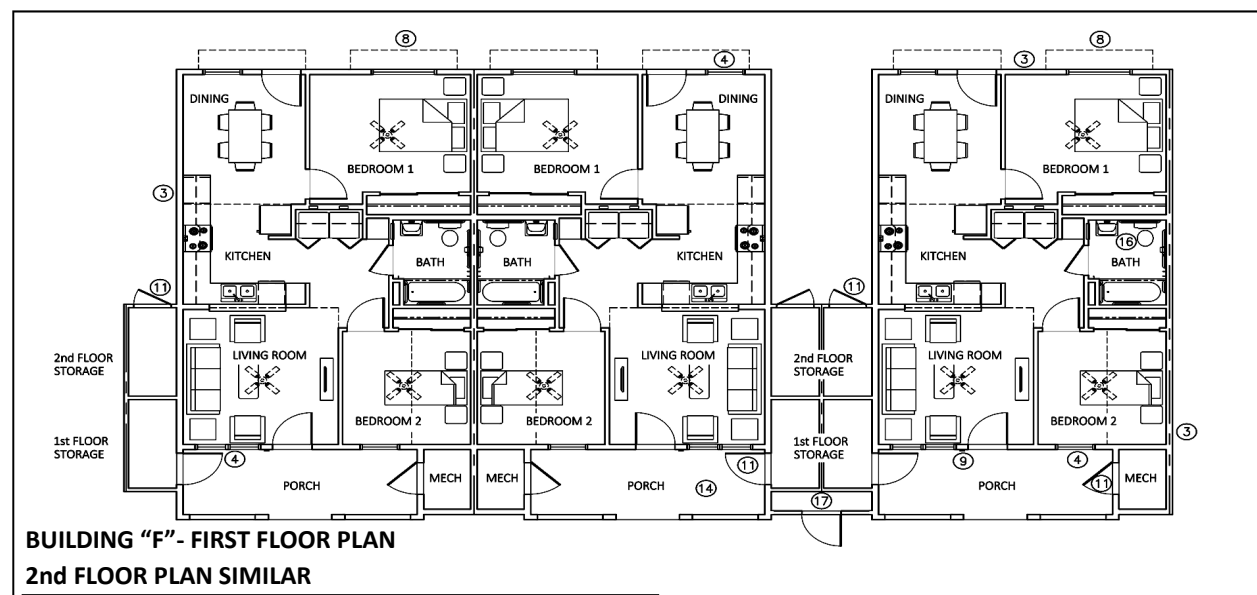 8
8
4
3
DINING
DINING
DINING
BEDROOM 1
BEDROOM 1
BEDROOM 1
3
16
KITCHEN
BATH
BATH
KITCHEN
KITCHEN
BATH
11
11
2nd FLOOR
STORAGE
LIVING ROOM
LIVING ROOM
2nd FLOOR
STORAGE
LIVING ROOM
BEDROOM 2
BEDROOM 2
BEDROOM 2
1st FLOOR
STORAGE
1st FLOOR
STORAGE
3
4
11
9
4
PORCH
MECH
MECH
14
PORCH
17
PORCH
11
MECH
BUILDING “F”- FIRST FLOOR PLAN
2nd FLOOR PLAN SIMILAR